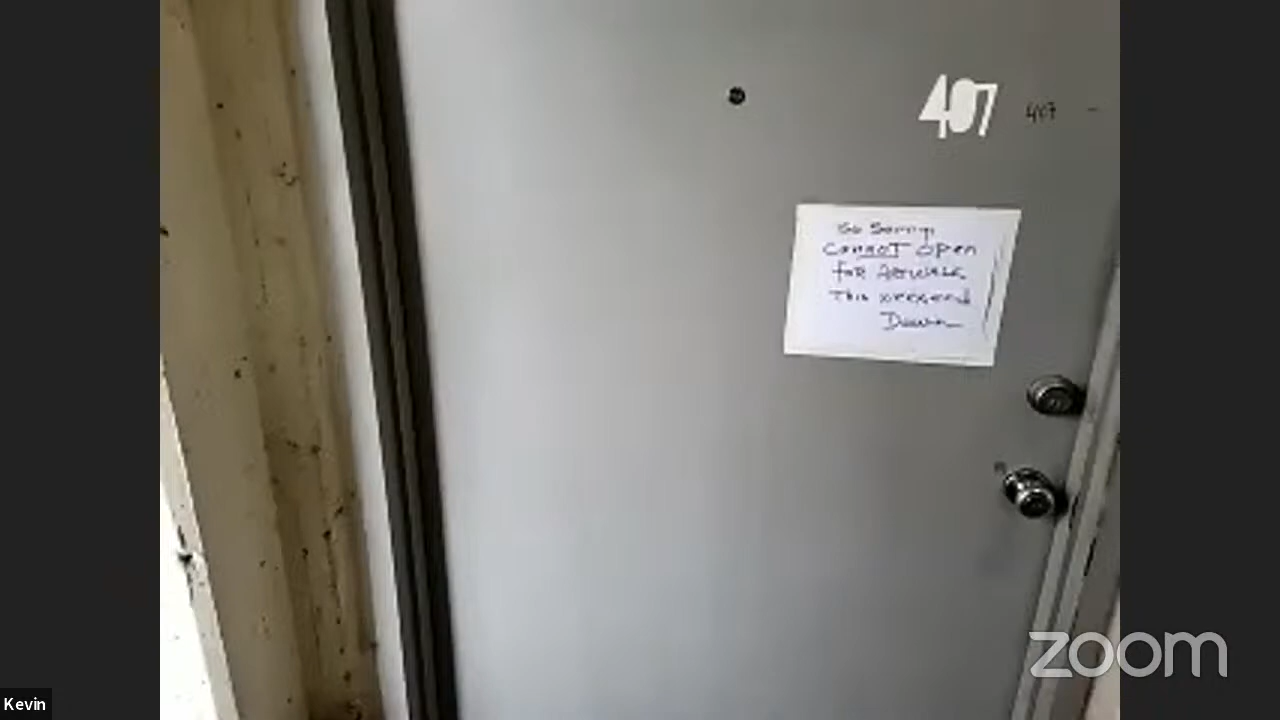 407
407
So Sorry,
CANNOT open
for ARTWALK
This weekend
Dawn
zoom
Kevin